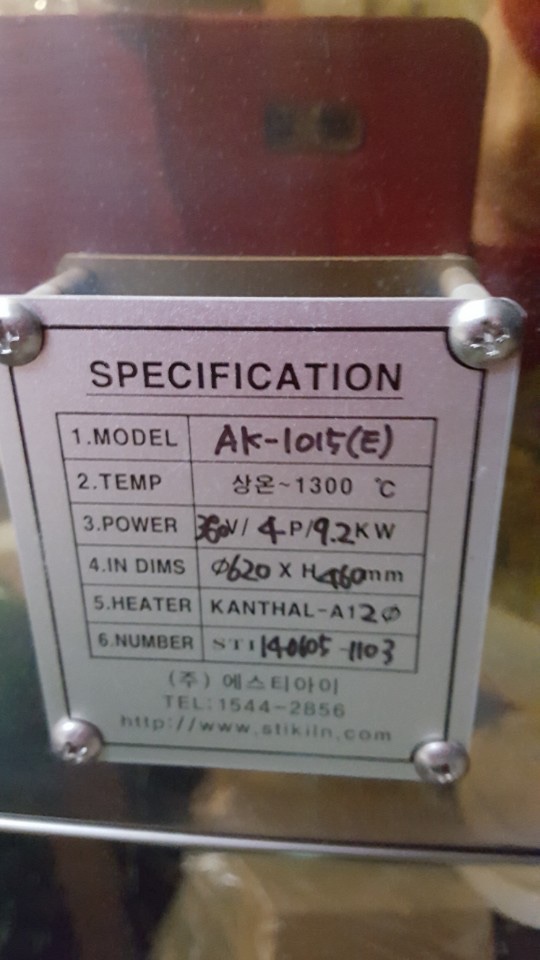 SPECIFICATION
1.MODEL AK-1015(E)
2.TEMP 상온~1300 ℃
3.POWER 380V/ 4P/9.2KW
4.IN DIMS Ø620 X H460mm
5.HEATER KANTHAL-A1 2Ø
6.NUMBER STI 140605-1103
(주) 에스티아이
TEL:1544-2856
http://www.stikiln.com